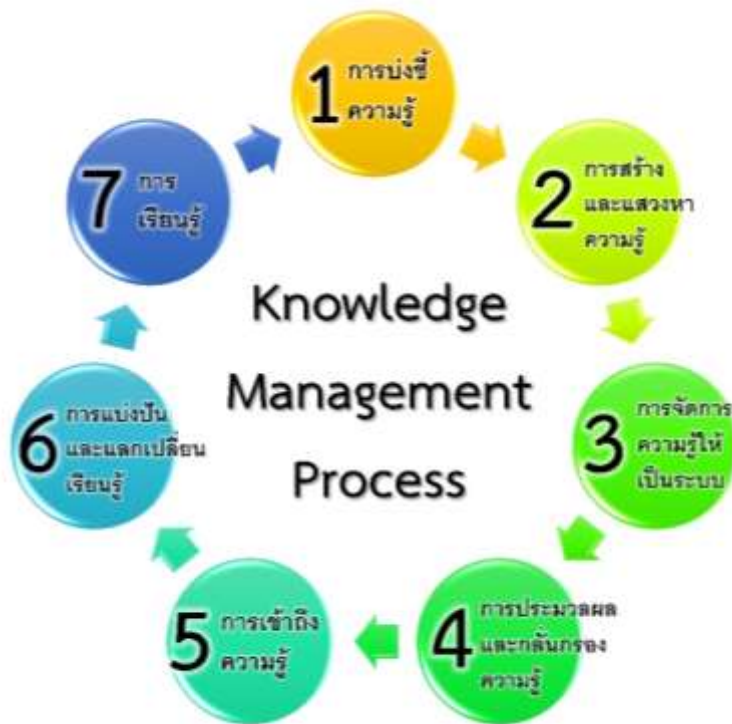 1 การบ่งชี้
ความรู้
2 การสร้าง
และแสวงหา
ความรู้
3 การจัดการ
ความรู้ให้
เป็นระบบ
4 การประมวลผล
และกลั่นกรอง
ความรู้
5 การเข้าถึง
ความรู้
6 การแบ่งปัน
และแลกเปลี่ยน
เรียนรู้
7 การ
เรียนรู้
Knowledge
Management
Process